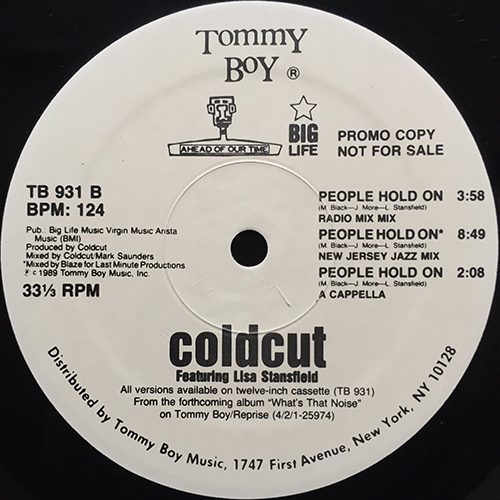 TOMMY
BOY ®
AHEAD OF OUR TIME
BIG
LIFE
PROMO COPY
NOT FOR SALE
TB 931 B
BPM: 124
Pub.: Big Life Music Virgin Music Arista
Music (BMI)
Produced by Coldcut
Mixed by Coldcut/Mark Saunders
*Mixed by Blaze for Last Minute Productions
℗ © 1989 Tommy Boy Music, Inc.
33⅓ RPM
PEOPLE HOLD ON 3:58
(M. Black—J. More—L. Stansfield)
RADIO MIX MIX
PEOPLE HOLD ON* 8:49
(M. Black—J. More—L. Stansfield)
NEW JERSEY JAZZ MIX
PEOPLE HOLD ON 2:08
(M. Black—J. More—L. Stansfield)
A CAPPELLA
coldcut
Featuring Lisa Stansfield
All versions available on twelve-inch cassette (TB 931)
From the forthcoming album "What's That Noise"
on Tommy Boy/Reprise (4/2/1-25974)
Distributed by Tommy Boy Music, 1747 First Avenue, New York, NY 10128